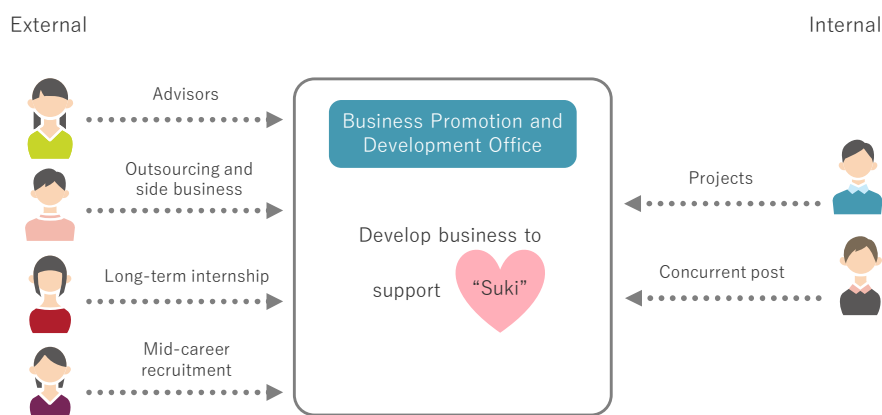 External
Internal
Advisors
Outsourcing and
side business
Long-term internship
Mid-career
recruitment
Business Promotion and
Development Office
Develop business to
support “Suki”
Projects
Concurrent post